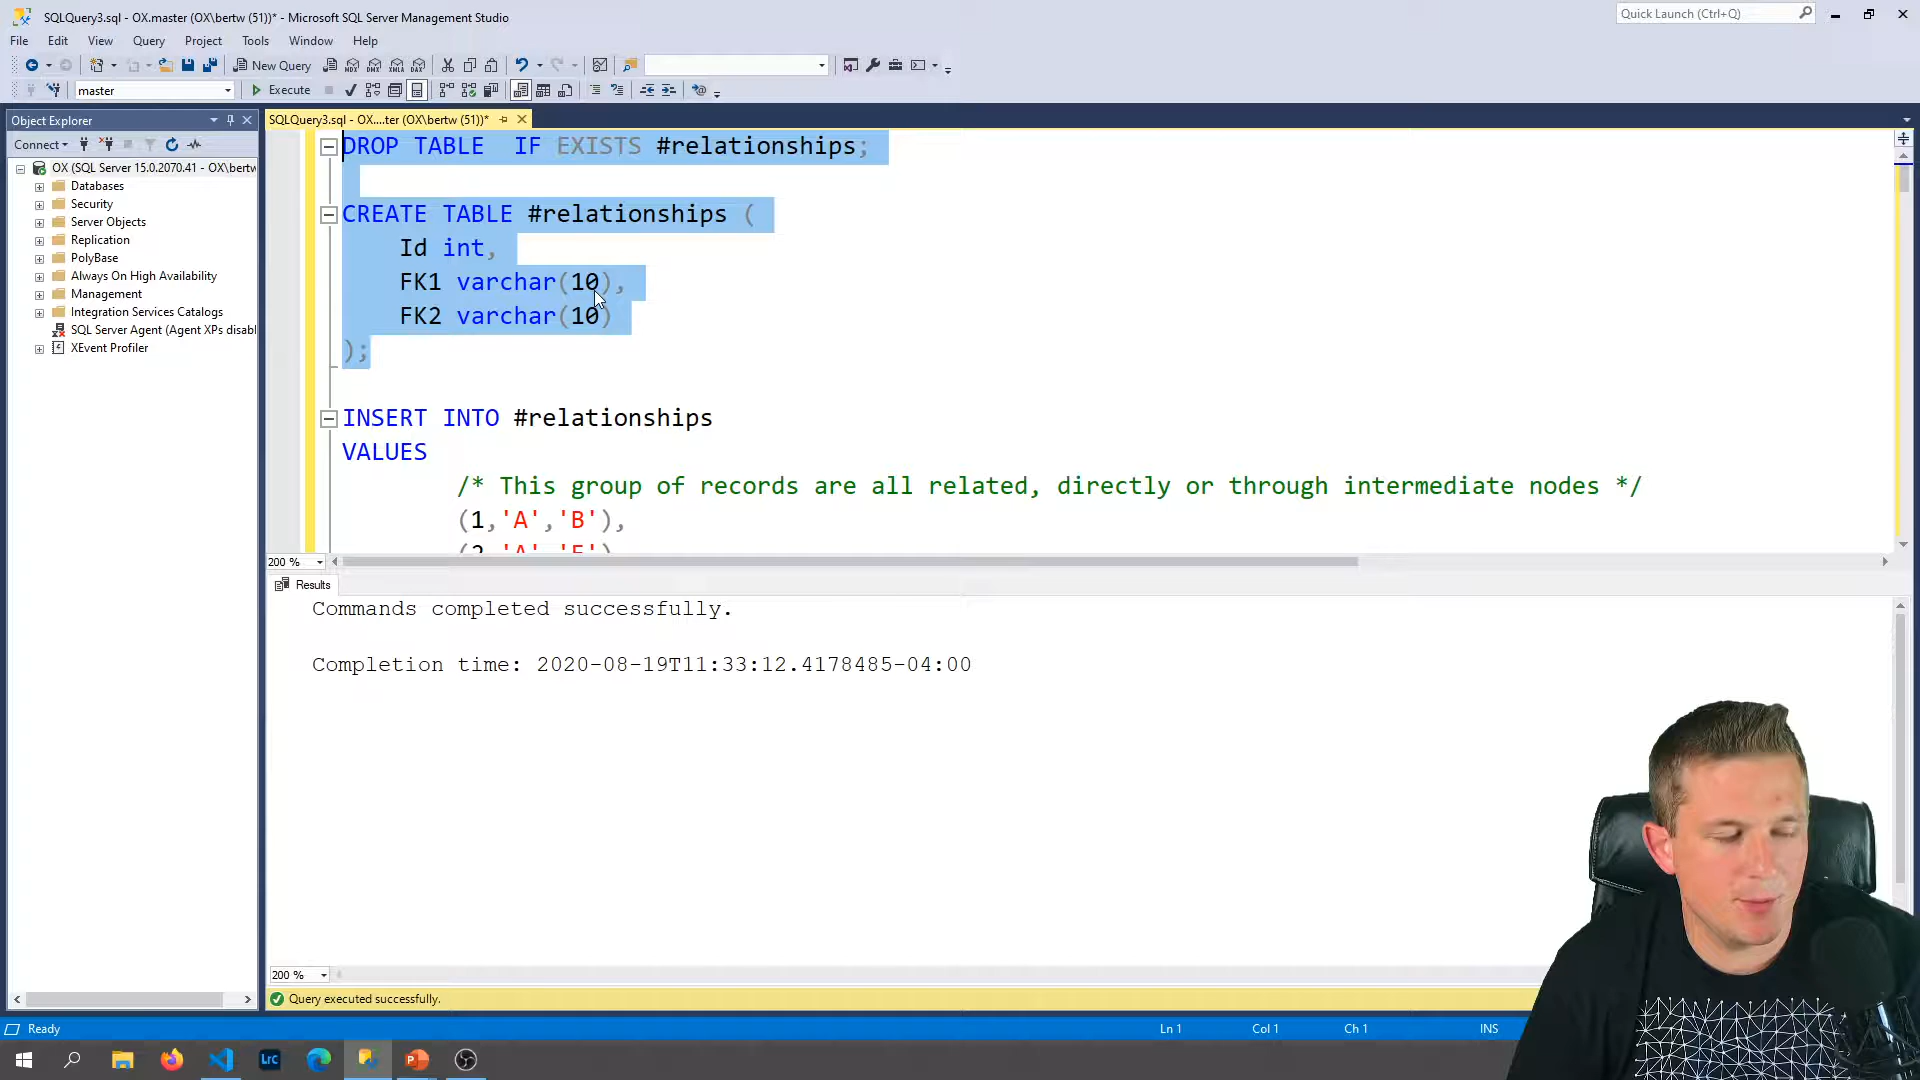 SQLQuery3.sql - OX.master (OX\bertw (51))* - Microsoft SQL Server Management Studio
Quick Launch (Ctrl+Q)
File Edit View Query Project Tools Window Help
New Query
MDX DMX XMLA DAX
master
Execute
Object Explorer
SQLQuery3.sql - OX....ter (OX\bertw (51))*
Connect
OX (SQL Server 15.0.2070.41 - OX\bertw
Databases
Security
Server Objects
Replication
PolyBase
Always On High Availability
Management
Integration Services Catalogs
SQL Server Agent (Agent XPs disabl
XEvent Profiler
DROP TABLE  IF EXISTS #relationships;
CREATE TABLE #relationships (
Id int,
FK1 varchar(10),
FK2 varchar(10)
);
INSERT INTO #relationships
VALUES
/* This group of records are all related, directly or through intermediate nodes */
(1,'A','B'),
(2,'A','E'),
200 %
Results
Commands completed successfully.
Completion time: 2020-08-19T11:33:12.4178485-04:00
200 %
Query executed successfully.
Ready
Ln 1
Col 1
Ch 1
INS
LrC